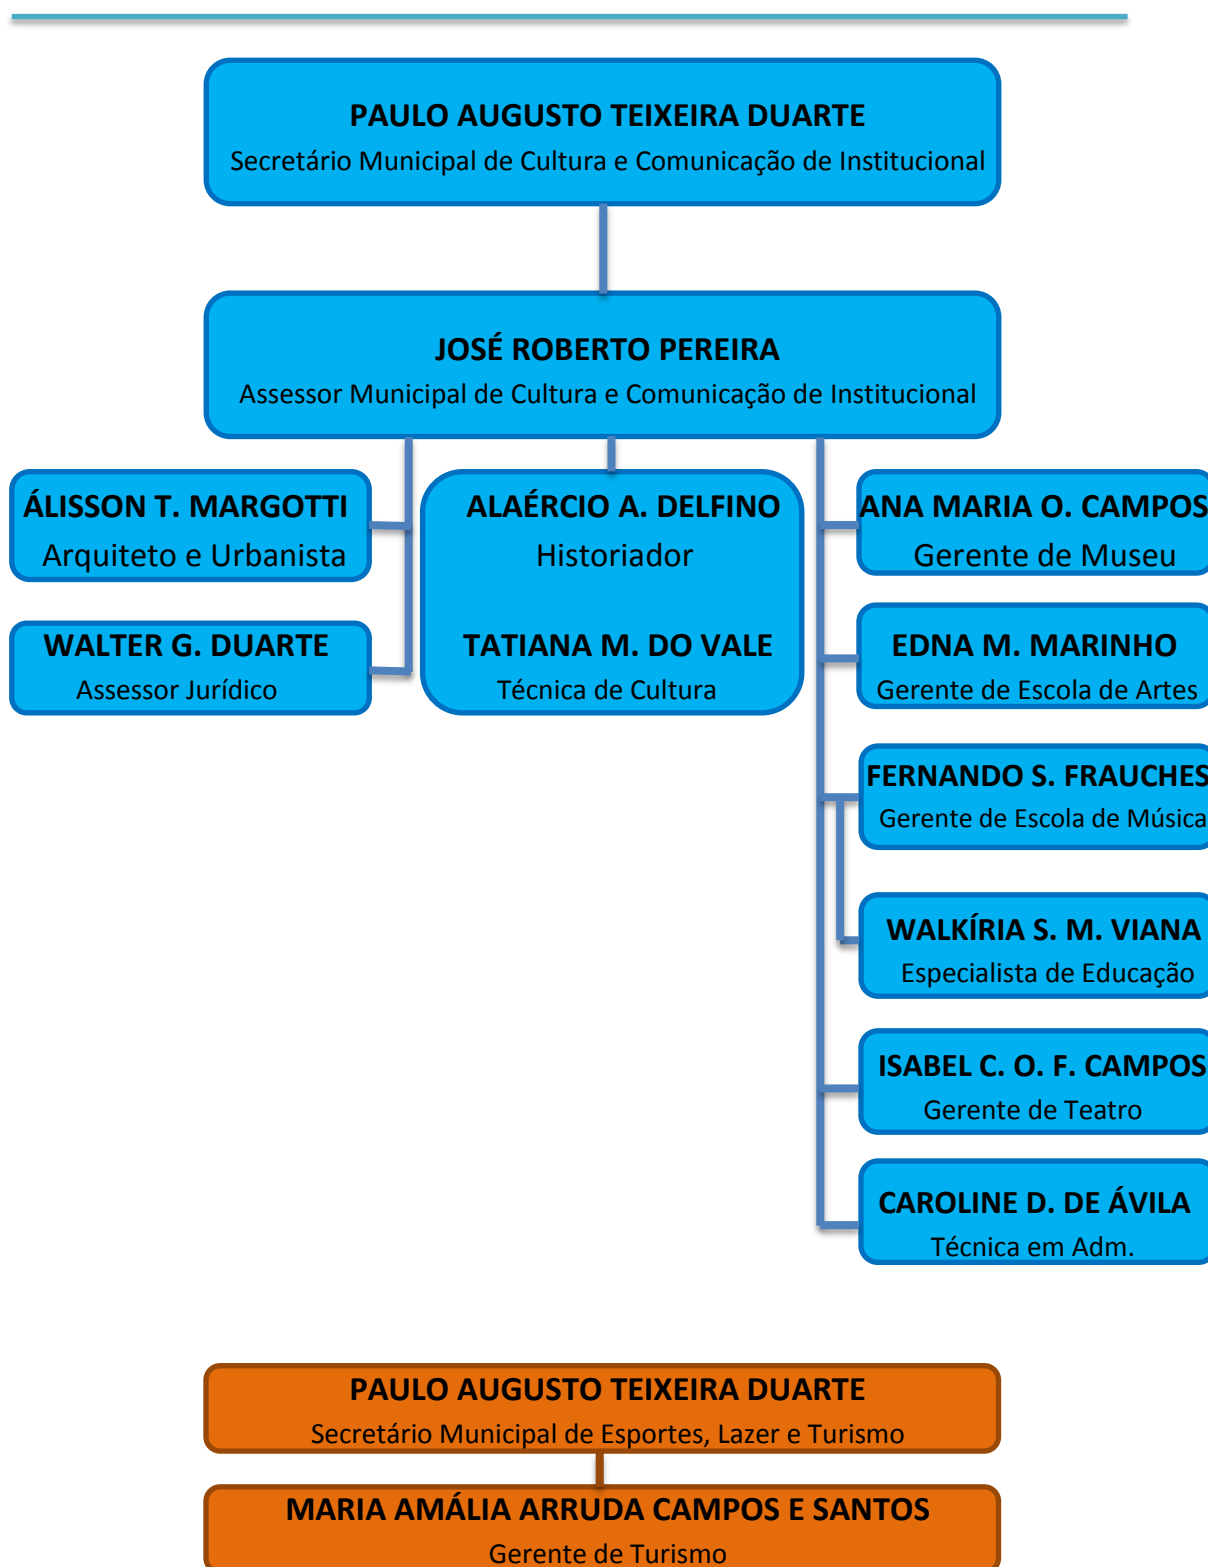 PAULO AUGUSTO TEIXEIRA DUARTE
Secretário Municipal de Cultura e Comunicação de Institucional
JOSÉ ROBERTO PEREIRA
Assessor Municipal de Cultura e Comunicação de Institucional
ÁLISSON T. MARGOTTI
Arquiteto e Urbanista
WALTER G. DUARTE
Assessor Jurídico
ALAÉRCIO A. DELFINO
Historiador
TATIANA M. DO VALE
Técnica de Cultura
ANA MARIA O. CAMPOS
Gerente de Museu
EDNA M. MARINHO
Gerente de Escola de Artes
FERNANDO S. FRAUCHES
Gerente de Escola de Música
WALKÍRIA S. M. VIANA
Especialista de Educação
ISABEL C. O. F. CAMPOS
Gerente de Teatro
CAROLINE D. DE ÁVILA
Técnica em Adm.
PAULO AUGUSTO TEIXEIRA DUARTE
Secretário Municipal de Esportes, Lazer e Turismo
MARIA AMÁLIA ARRUDA CAMPOS E SANTOS
Gerente de Turismo